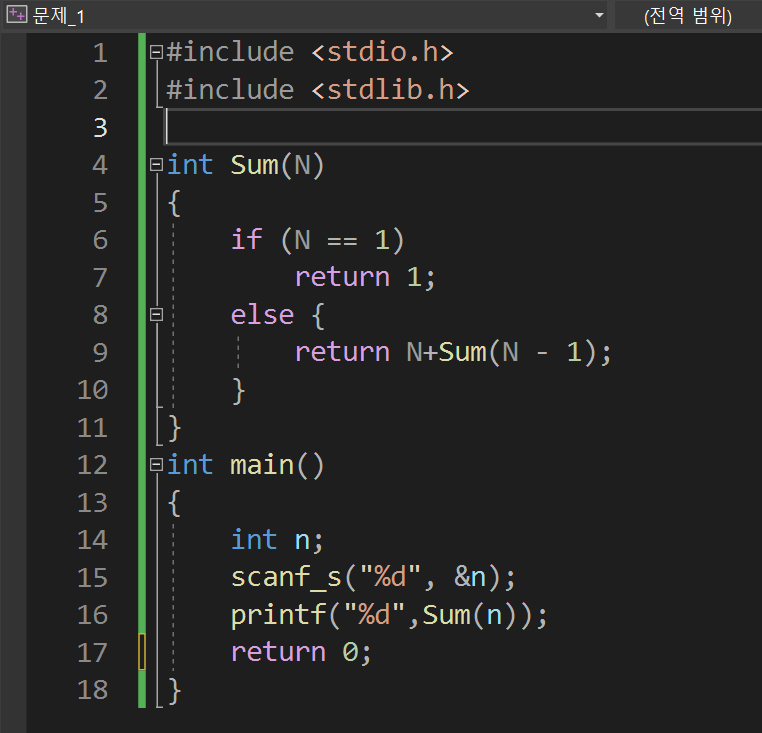 문제_1 (전역 범위)
1 #include <stdio.h>
2 #include <stdlib.h>
3
4 int Sum(N)
5 {
6 if (N == 1)
7 return 1;
8 else {
9 return N+Sum(N - 1);
10 }
11 }
12 int main()
13 {
14 int n;
15 scanf_s("%d", &n);
16 printf("%d",Sum(n));
17 return 0;
18 }